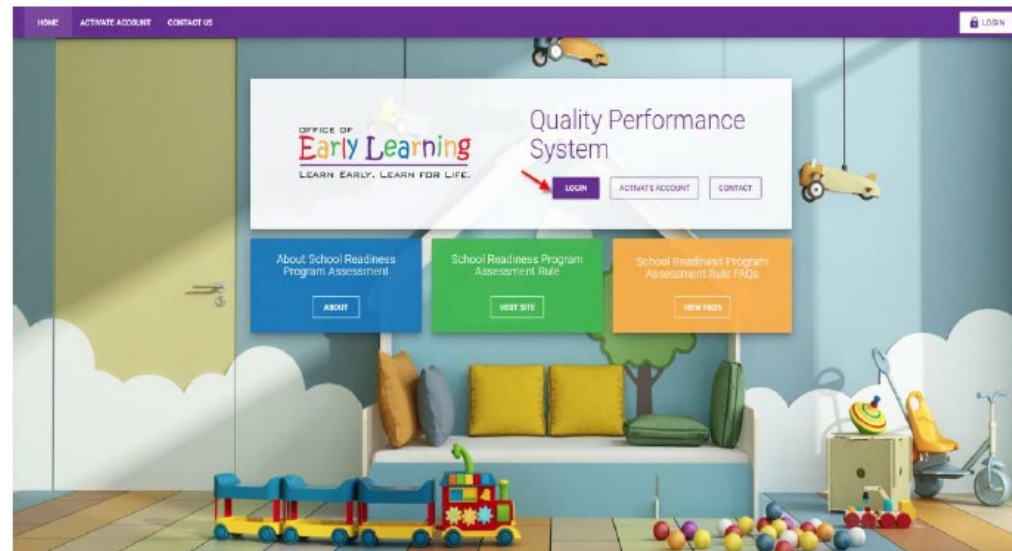 HOME ACTIVATE ACCOUNT CONTACT US LOGIN
OFFICE OF
Early Learning
LEARN EARLY. LEARN FOR LIFE.
Quality Performance
System
LOGIN ACTIVATE ACCOUNT CONTACT
About School Readiness
Program Assessment
ABOUT
School Readiness Program
Assessment Rule
VISIT SITE
School Readiness Program
Assessment Rule FAQs
VIEW FAQS